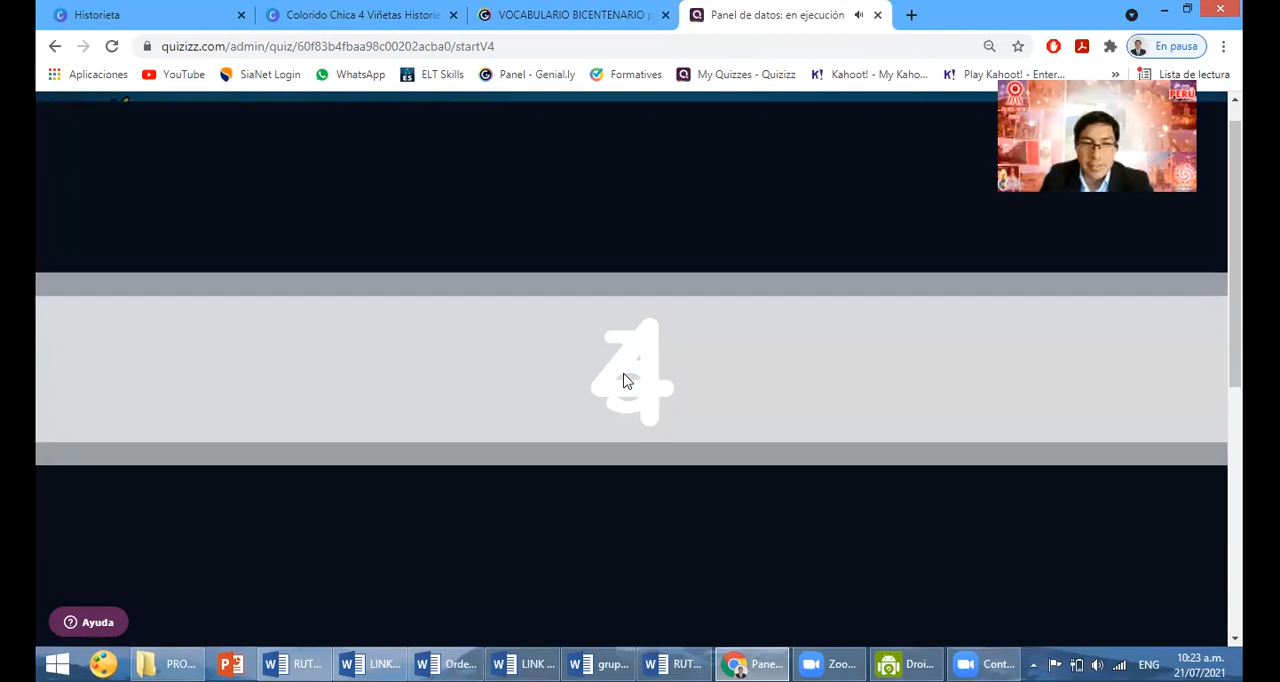 Historieta
Colorido Chica 4 Viñetas Historie
VOCABULARIO BICENTENARIO p
Panel de datos: en ejecución
quizizz.com/admin/quiz/60f83b4fbaa98c00202acba0/startV4
En pausa
Aplicaciones
YouTube
SiaNet Login
WhatsApp
ELT Skills
Panel - Genial.ly
Formatives
My Quizzes - Quizizz
Kahoot! - My Kaho...
Play Kahoot! - Enter...
»
Lista de lectura
PERÚ
4
Ayuda
PRO...
RUT...
LINK...
Orde...
LINK ...
grup...
RUT...
Pane...
Zoo...
Droi...
Cont...
ENG
10:23 a.m.
21/07/2021